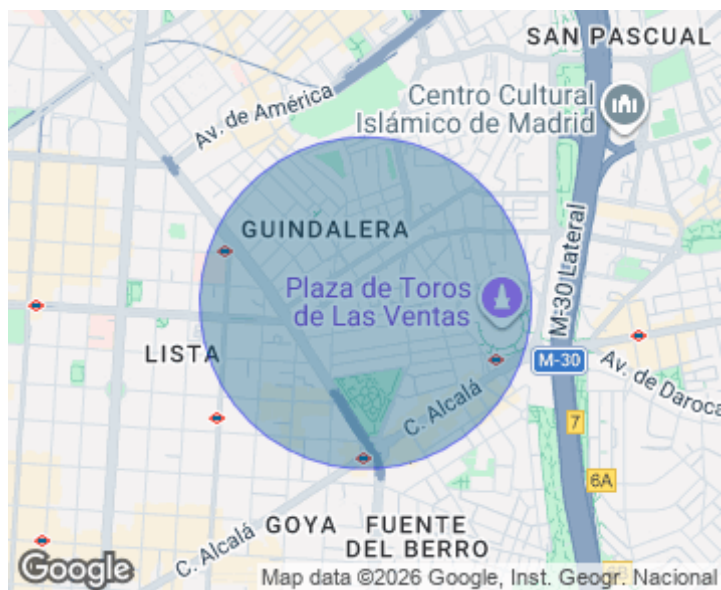 SAN PASCUAL
Centro Cultural
Islámico de Madrid
Av. de América
GUINDALERA
M-30 Lateral
Plaza de Toros
de Las Ventas
LISTA
M-30
Av. de Daroca
C. Alcalá
7
6A
GOYA
FUENTE
DEL BERRO
C. Alcalá
Google
Map data ©2026 Google, Inst. Geogr. Nacional